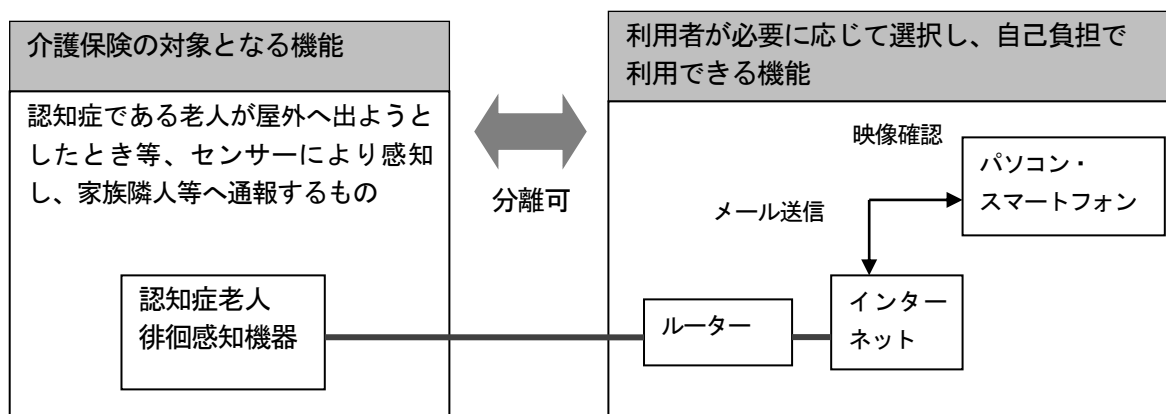 介護保険の対象となる機能
認知症である老人が屋外へ出ようと
したとき等、センサーにより感知
し、家族隣人等へ通報するもの
認知症老人
徘徊感知機器
分離可
利用者が必要に応じて選択し、自己負担で
利用できる機能
映像確認
パソコン・
スマートフォン
メール送信
ルーター
インター
ネット